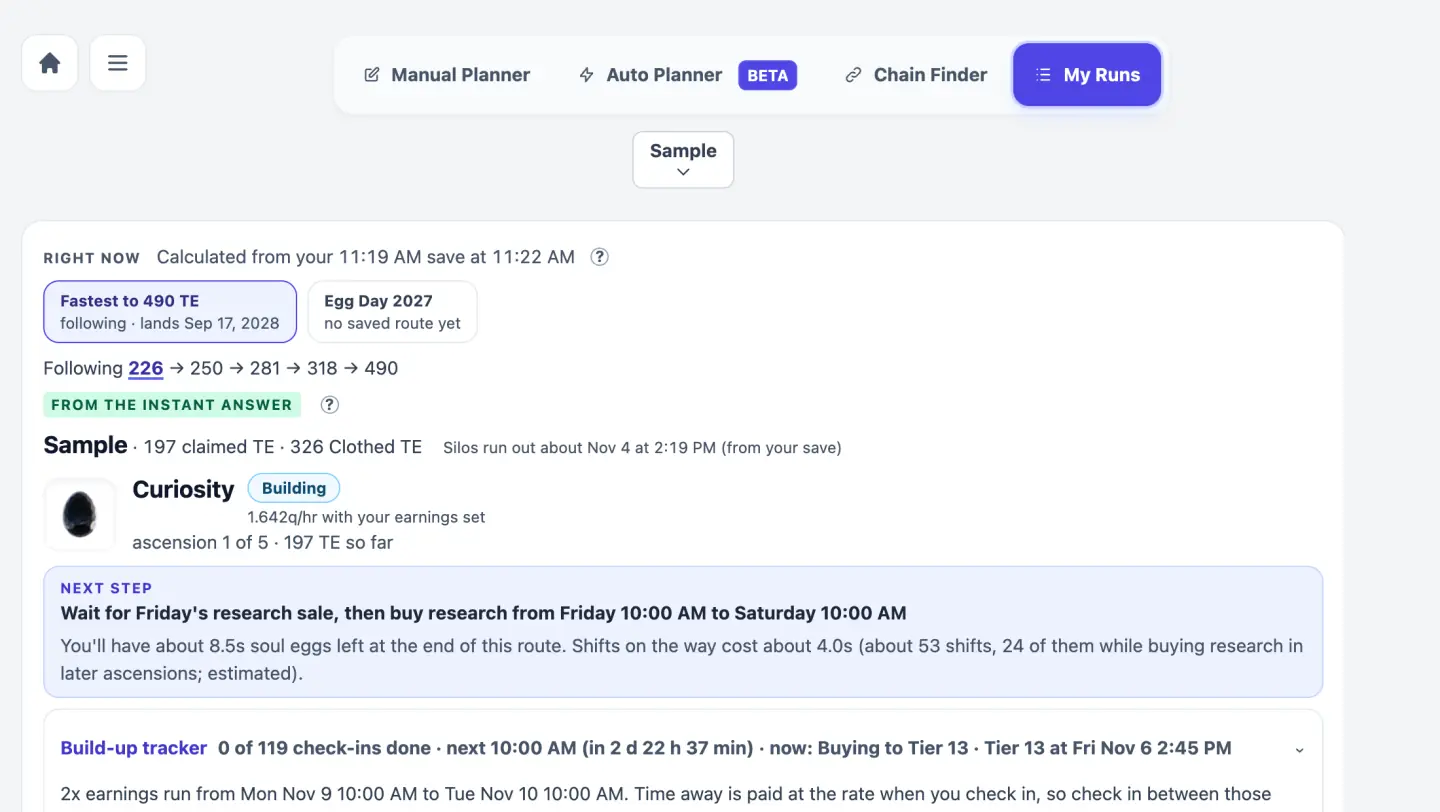 Manual Planner
Auto Planner BETA
Chain Finder
My Runs
Sample
RIGHT NOW Calculated from your 11:19 AM save at 11:22 AM ?
Fastest to 490 TE
following · lands Sep 17, 2028
Egg Day 2027
no saved route yet
Following 226 → 250 → 281 → 318 → 490
FROM THE INSTANT ANSWER ?
Sample · 197 claimed TE · 326 Clothed TE Silos run out about Nov 4 at 2:19 PM (from your save)
Curiosity Building
1.642q/hr with your earnings set
ascension 1 of 5 · 197 TE so far
NEXT STEP
Wait for Friday's research sale, then buy research from Friday 10:00 AM to Saturday 10:00 AM
You'll have about 8.5s soul eggs left at the end of this route. Shifts on the way cost about 4.0s (about 53 shifts, 24 of them while buying research in
later ascensions; estimated).
Build-up tracker 0 of 119 check-ins done · next 10:00 AM (in 2 d 22 h 37 min) · now: Buying to Tier 13 · Tier 13 at Fri Nov 6 2:45 PM
2x earnings run from Mon Nov 9 10:00 AM to Tue Nov 10 10:00 AM. Time away is paid at the rate when you check in, so check in between those